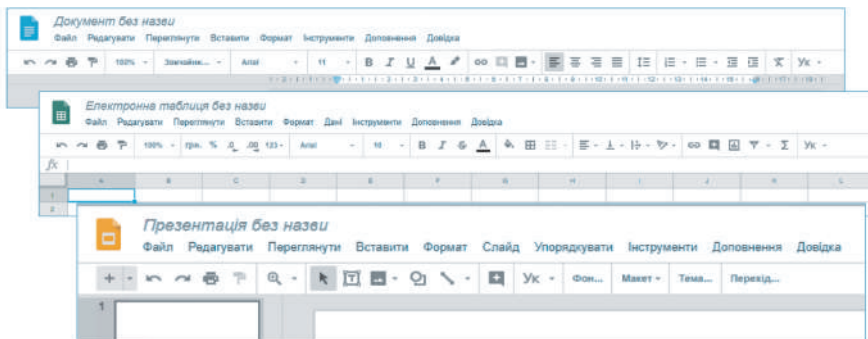 Документ без назви
Файл Редагувати Переглянути Вставити Формат Інструменти Доповнення Довідка
100% Звичайни... Arial 11 B I U A Ук
Електронна таблиця без назви
Файл Редагувати Переглянути Вставити Формат Дані Інструменти Доповнення Довідка
100% грн. % .0 .00 123 Arial 10 B I S A Σ Ук
fx
A B C D E F G H I J K L
1
2
Презентація без назви
Файл Редагувати Переглянути Вставити Формат Слайд Упорядкувати Інструменти Доповнення Довідка
Ук Фон... Макет Тема... Перехід...
1